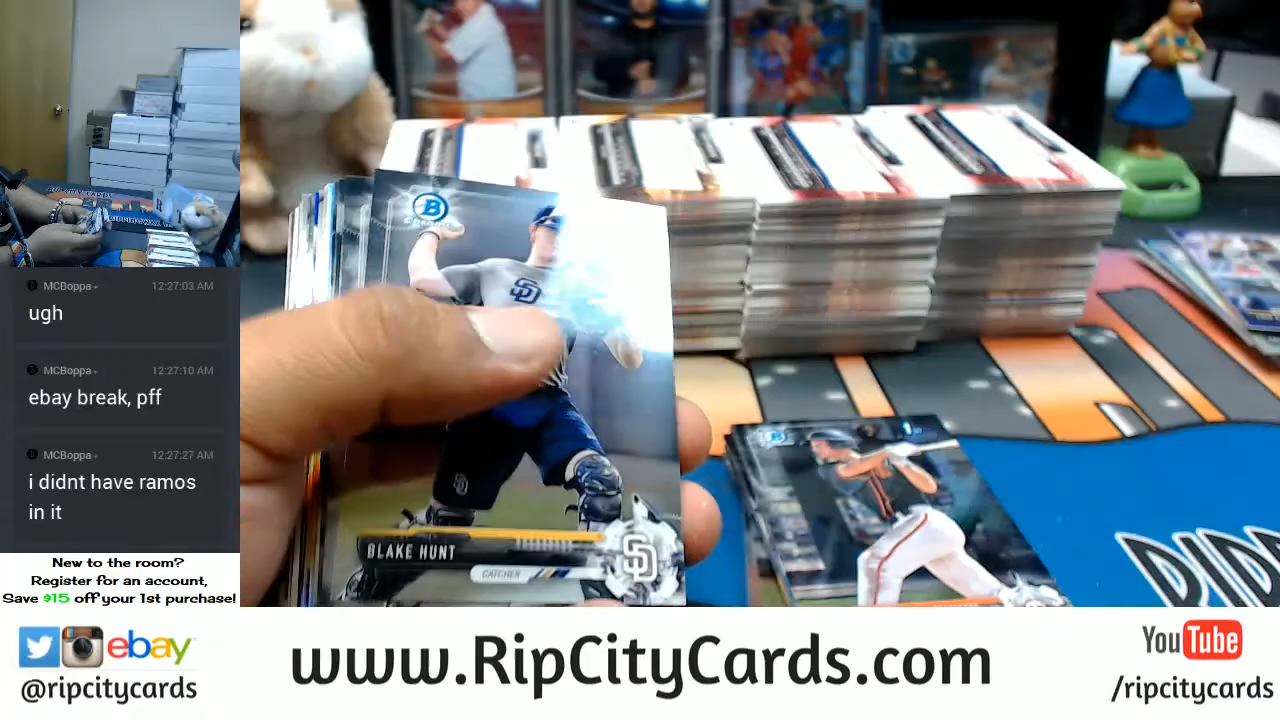 MCBoppa
12:27:03 AM
ugh
MCBoppa
12:27:10 AM
ebay break, pff
MCBoppa
12:27:27 AM
i didnt have ramos
in it
New to the room?
Register for an account,
Save $15 off your 1st purchase!
B
SD
SD
BLAKE HUNT
CATCHER
SD
ebay
@ripcitycards
www.RipCityCards.com
YouTube
/ripcitycards